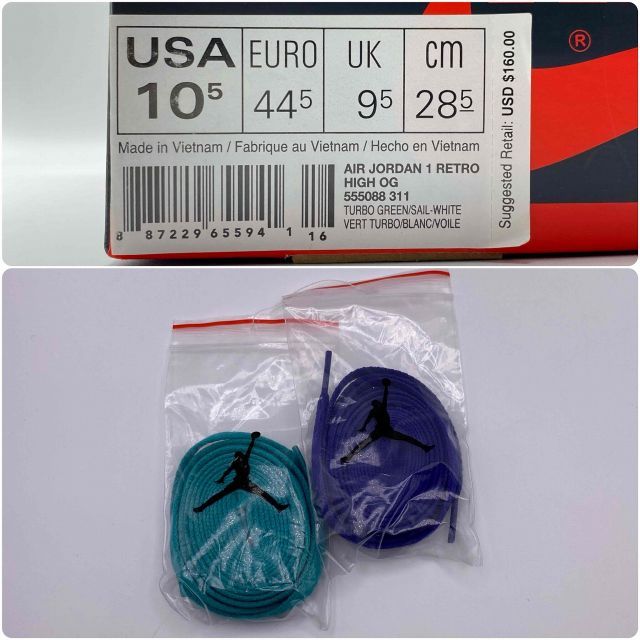 USA EURO UK cm
10⁵ 44⁵ 9⁵ 28⁵
Made in Vietnam / Fabrique au Vietnam / Hecho en Vietnam
AIR JORDAN 1 RETRO
HIGH OG
555088 311
TURBO GREEN/SAIL-WHITE
VERT TURBO/BLANC/VOILE
8 87229 65594 1 16
Suggested Retail: USD $160.00
®